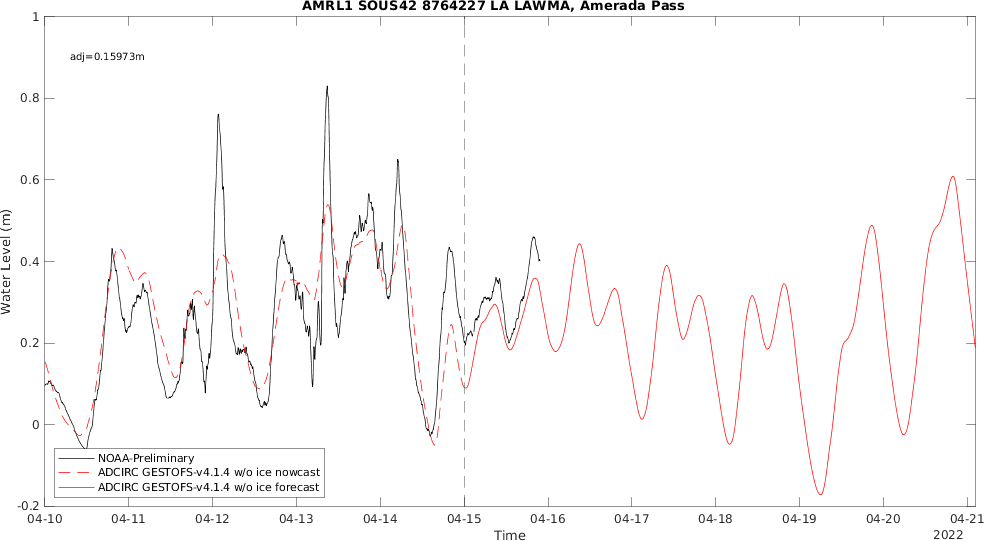 AMRL1 SOUS42 8764227 LA LAWMA, Amerada Pass
adj=0.15973m
1
0.8
0.6
0.4
0.2
0
-0.2
Water Level (m)
NOAA-Preliminary
ADCIRC GESTOFS-v4.1.4 w/o ice nowcast
ADCIRC GESTOFS-v4.1.4 w/o ice forecast
04-10 04-11 04-12 04-13 04-14 04-15 04-16 04-17 04-18 04-19 04-20 04-21
Time
2022